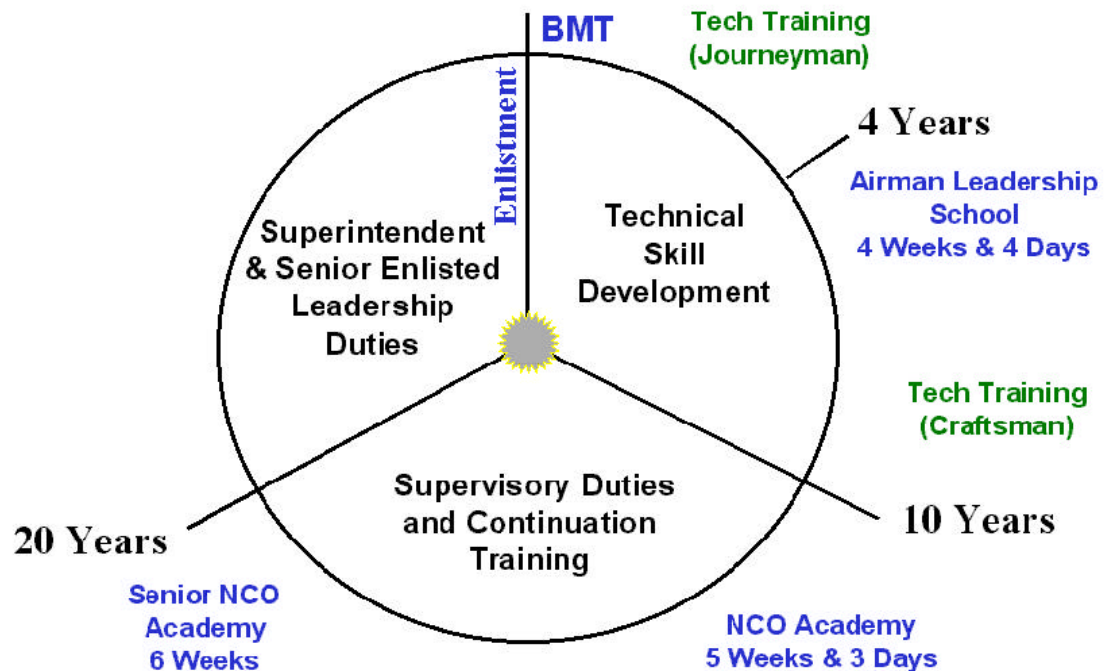 BMT
Tech Training
(Journeyman)
Enlistment
4 Years
Airman Leadership
School
4 Weeks & 4 Days
Technical
Skill
Development
Superintendent
& Senior Enlisted
Leadership
Duties
Tech Training
(Craftsman)
10 Years
Supervisory Duties
and Continuation
Training
NCO Academy
5 Weeks & 3 Days
20 Years
Senior NCO
Academy
6 Weeks